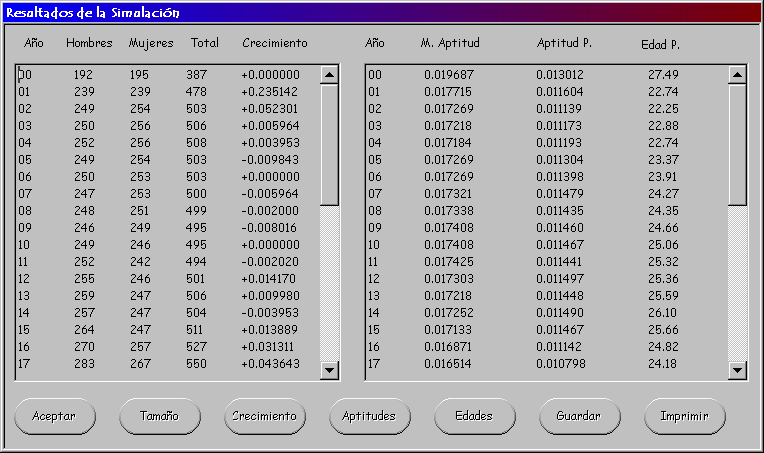 Resultados de la Simulación
Año Hombres Mujeres Total Crecimiento Año M. Aptitud Aptitud P. Edad P.
00 192 195 387 +0.000000 00 0.019687 0.013012 27.49
01 239 239 478 +0.235142 01 0.017715 0.011604 22.74
02 249 254 503 +0.052301 02 0.017269 0.011139 22.25
03 250 256 506 +0.005964 03 0.017218 0.011173 22.88
04 252 256 508 +0.003953 04 0.017184 0.011193 22.74
05 249 254 503 -0.009843 05 0.017269 0.011304 23.37
06 250 253 503 +0.000000 06 0.017269 0.011398 23.91
07 247 253 500 -0.005964 07 0.017321 0.011479 24.27
08 248 251 499 -0.002000 08 0.017338 0.011435 24.35
09 246 249 495 -0.008016 09 0.017408 0.011460 24.66
10 249 246 495 +0.000000 10 0.017408 0.011467 25.06
11 252 242 494 -0.002020 11 0.017425 0.011441 25.32
12 255 246 501 +0.014170 12 0.017303 0.011497 25.36
13 259 247 506 +0.009980 13 0.017218 0.011448 25.59
14 257 247 504 -0.003953 14 0.017252 0.011490 26.10
15 264 247 511 +0.013889 15 0.017133 0.011467 25.66
16 270 257 527 +0.031311 16 0.016871 0.011142 24.82
17 283 267 550 +0.043643 17 0.016514 0.010798 24.18
Aceptar Tamaño Crecimiento Aptitudes Edades Guardar Imprimir